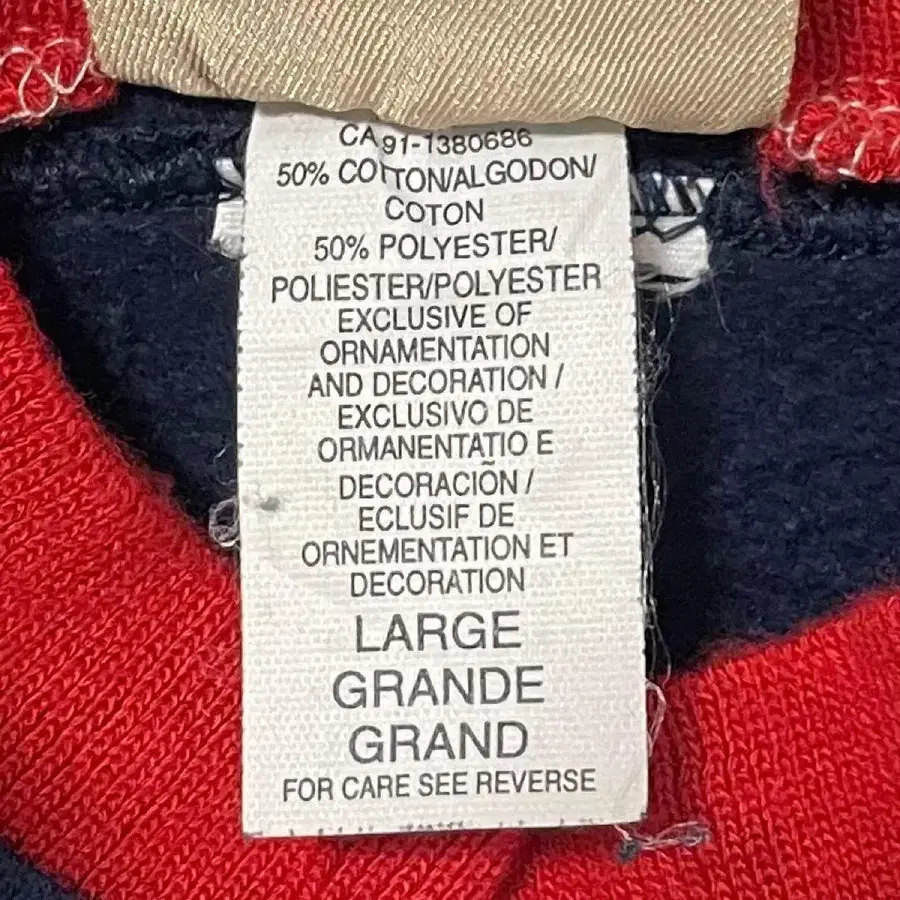 CA 91-1380686
50% COTTON/ALGODON/
COTON
50% POLYESTER/
POLIESTER/POLYESTER
EXCLUSIVE OF
ORNAMENTATION
AND DECORATION /
EXCLUSIVO DE
ORMANENTATIO E
DECORACIÕN /
ECLUSIF DE
ORNEMENTATION ET
DECORATION
LARGE
GRANDE
GRAND
FOR CARE SEE REVERSE